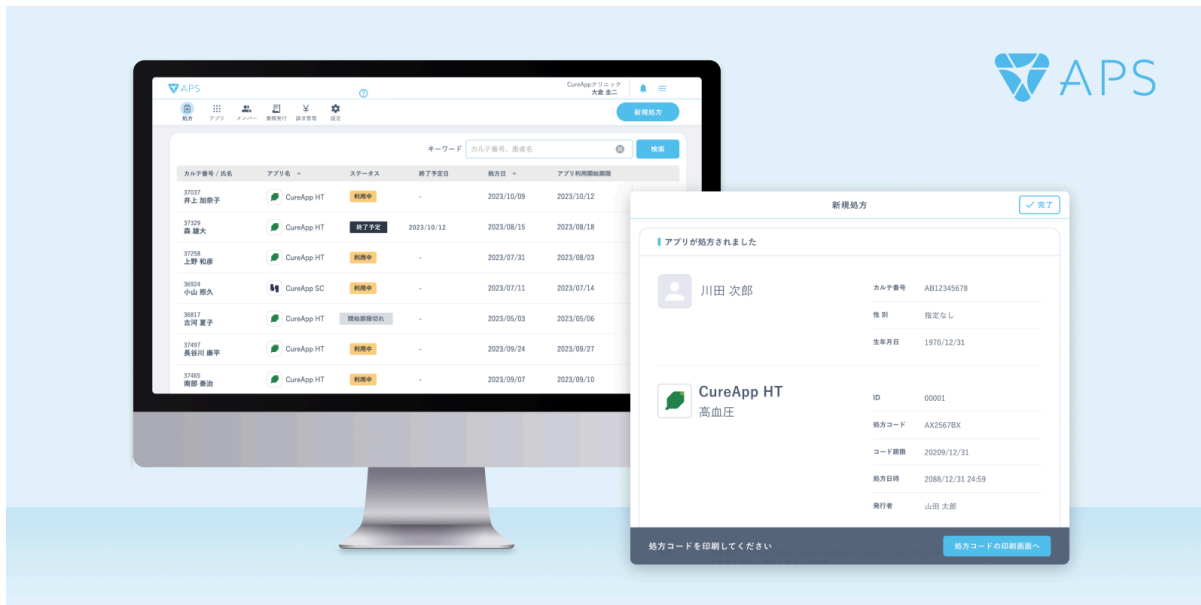 APS
APS
CureAppクリニック
大倉 圭二
処方
アプリ
メンバー
書類発行
請求管理
設定
新規処方
キーワード
カルテ番号、患者名
検索
カルテ番号 / 氏名 アプリ名 ステータス 終了予定日 処方日 アプリ利用開始期限
37037
井上 加奈子 CureApp HT 利用中 - 2023/10/09 2023/10/12
37329
森 雄大 CureApp HT 終了予定 2023/10/12 2023/08/15 2023/08/18
37258
上野 和彦 CureApp HT 利用中 - 2023/07/31 2023/08/03
36924
小山 熊久 CureApp SC 利用中 - 2023/07/11 2023/07/14
36817
古河 夏子 CureApp HT 開始期限切れ - 2023/05/03 2023/05/06
37497
長谷川 康平 CureApp HT 利用中 - 2023/09/24 2023/09/27
37465
南部 泰治 CureApp HT 利用中 - 2023/09/07 2023/09/10
新規処方
完了
アプリが処方されました
川田 次郎
カルテ番号 AB12345678
性別 指定なし
生年月日 1970/12/31
CureApp HT
高血圧
ID 00001
処方コード AX2567BX
コード期限 20209/12/31
処方日時 2088/12/31 24:59
発行者 山田 太郎
処方コードを印刷してください
処方コードの印刷画面へ